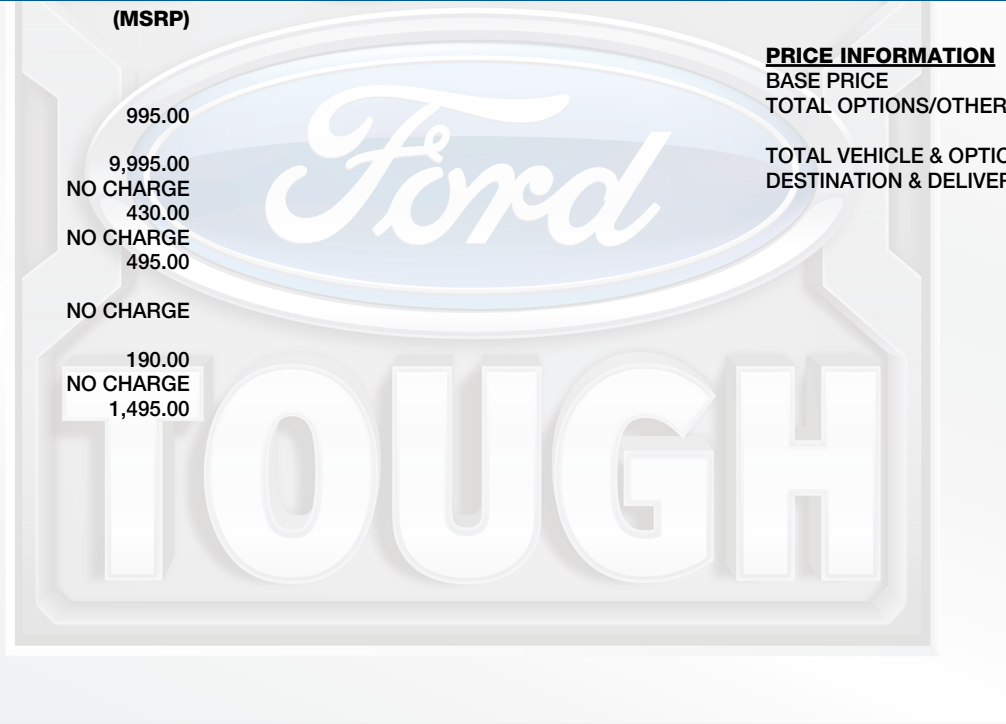 (MSRP)
995.00
9,995.00
NO CHARGE
430.00
NO CHARGE
495.00
NO CHARGE
190.00
NO CHARGE
1,495.00
PRICE INFORMATION
BASE PRICE
TOTAL OPTIONS/OTHER
TOTAL VEHICLE & OPTIO
DESTINATION & DELIVER
Ford
TOUGH